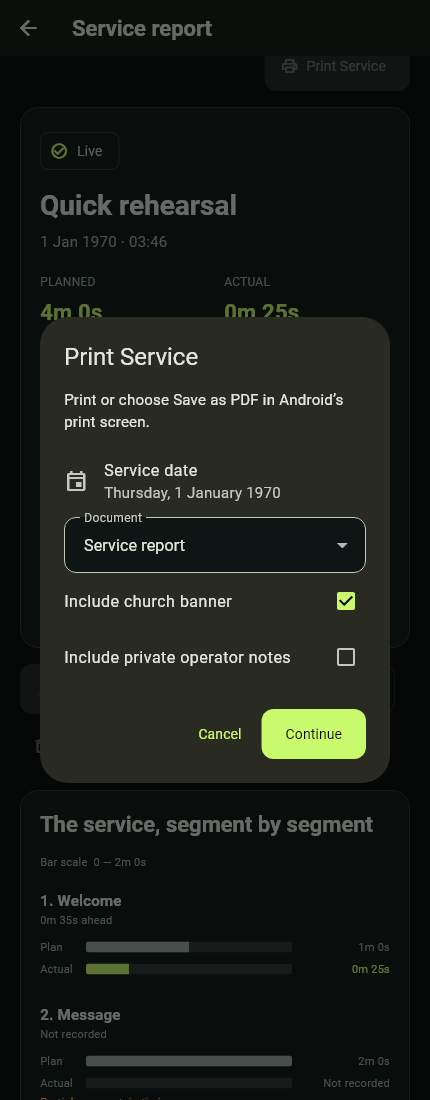 Service report
Print Service
Live
Quick rehearsal
1 Jan 1970 · 03:46
PLANNED
ACTUAL
4m 0s
0m 25s
Print Service
Print or choose Save as PDF in Android’s
print screen.
Service date
Thursday, 1 January 1970
Document
Service report
Include church banner
Include private operator notes
Cancel
Continue
The service, segment by segment
Bar scale 0 — 2m 0s
1. Welcome
0m 35s ahead
Plan
1m 0s
Actual
0m 25s
2. Message
Not recorded
Plan
2m 0s
Actual
Not recorded